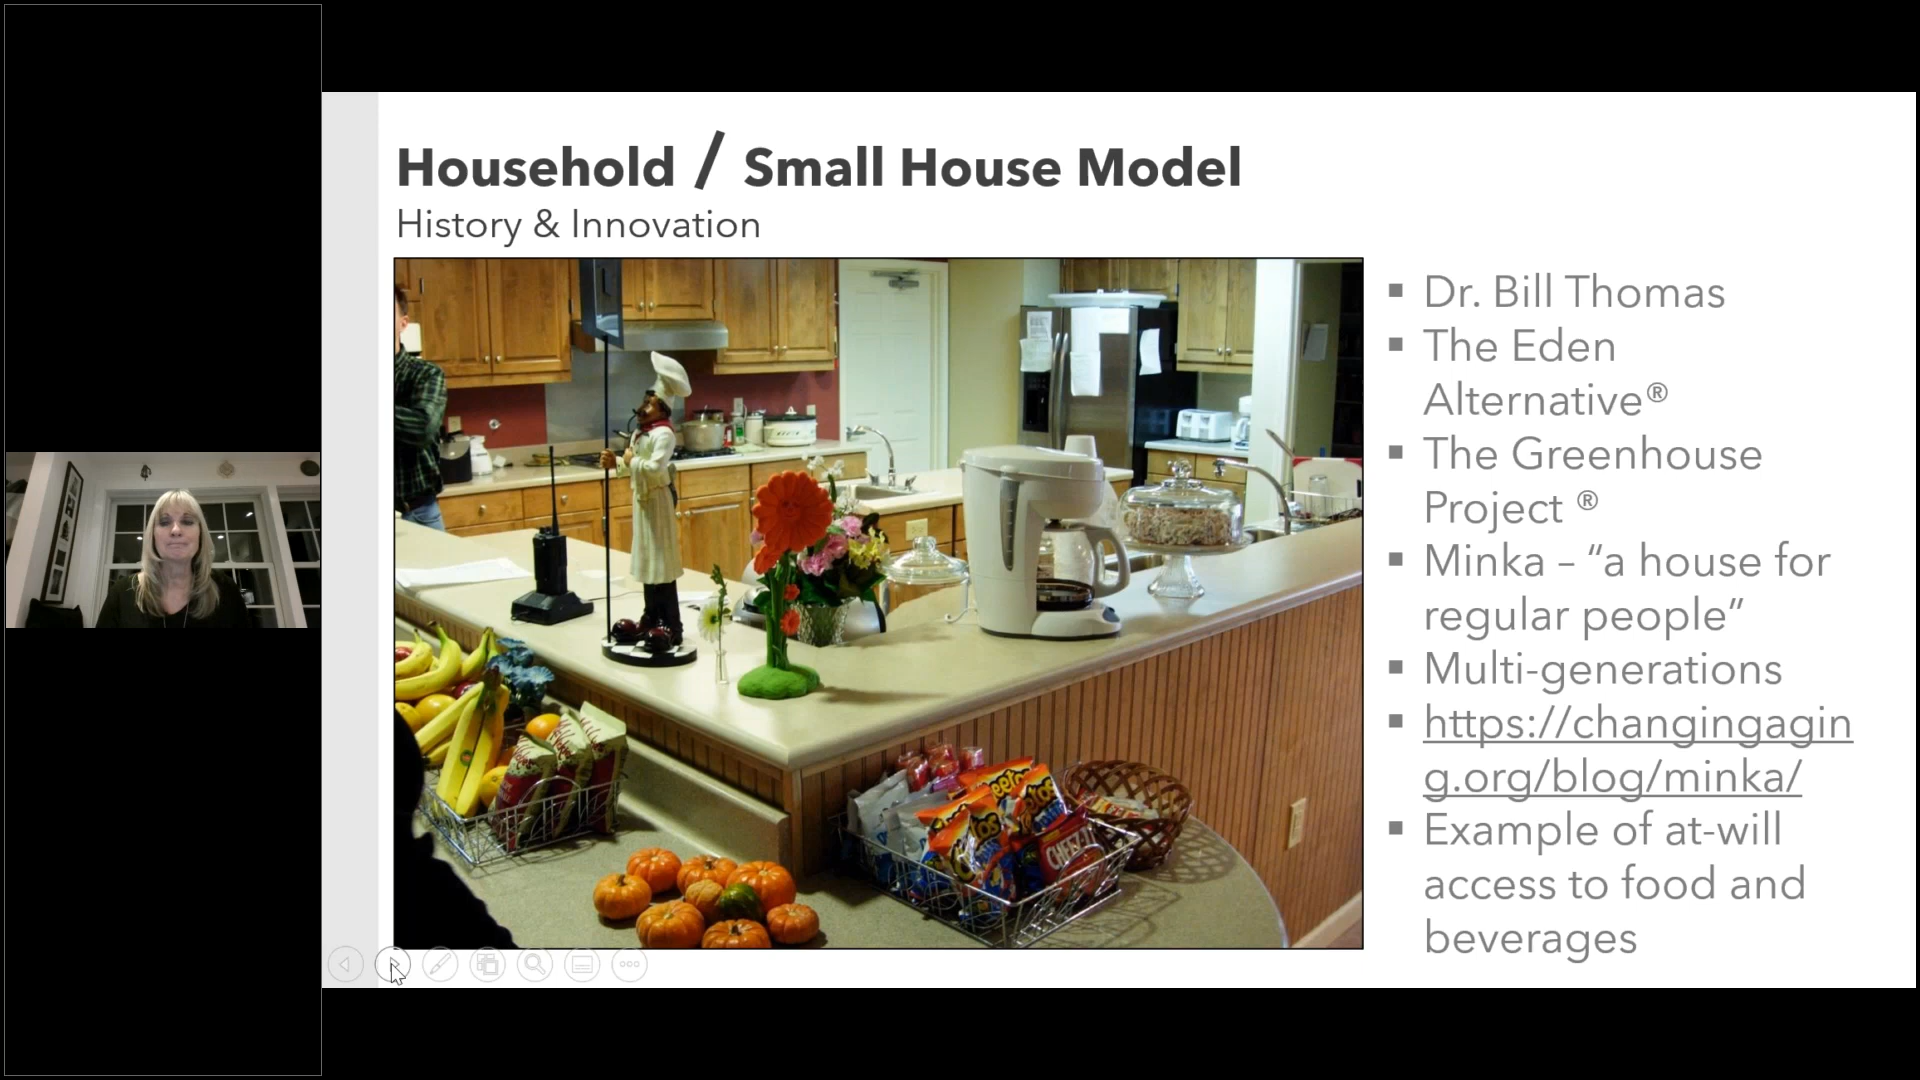 Household / Small House Model
History & Innovation
▪ Dr. Bill Thomas
▪ The Eden
Alternative®
▪ The Greenhouse
Project ®
▪ Minka – “a house for
regular people”
▪ Multi-generations
▪ https://changingagin
g.org/blog/minka/
▪ Example of at-will
access to food and
beverages